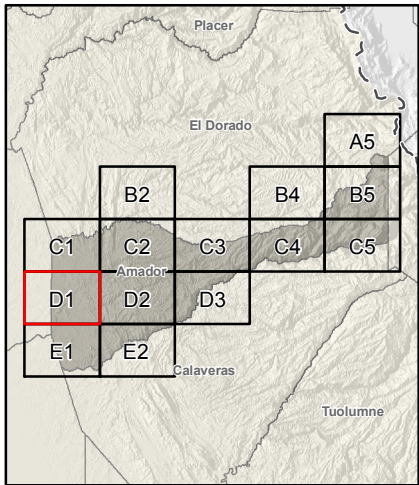 Placer
El Dorado
A5
B2 B4 B5
C1 C2 C3 C4 C5
Amador
D1 D2 D3
E1 E2
Calaveras
Tuolumne